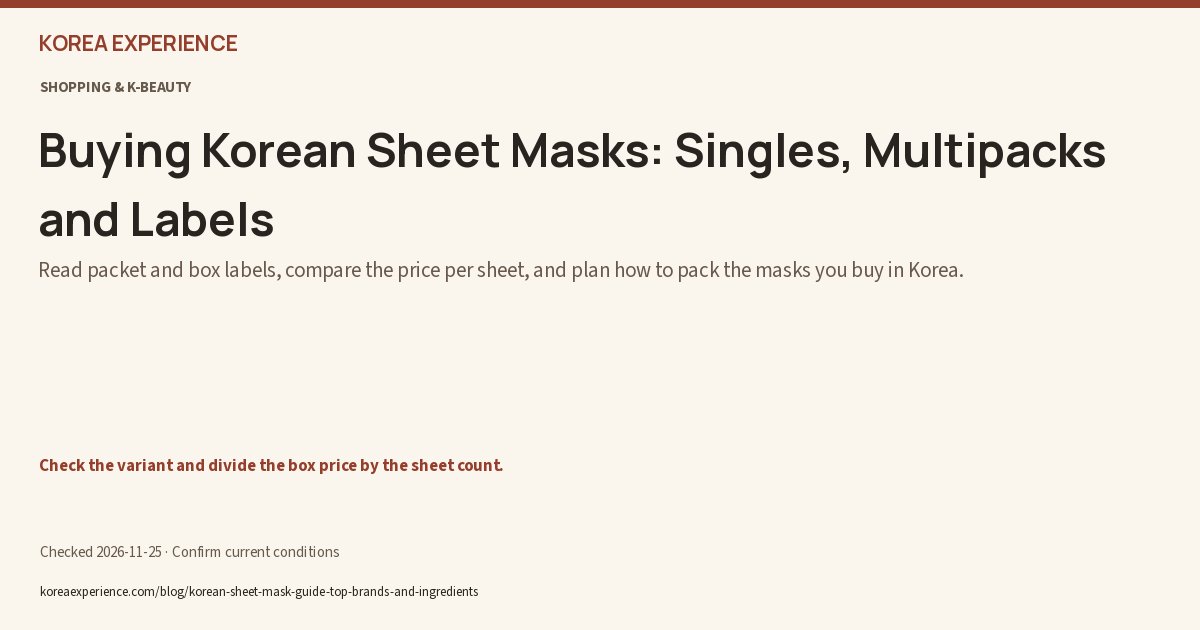 KOREA EXPERIENCE
SHOPPING & K-BEAUTY
Buying Korean Sheet Masks: Singles, Multipacks
and Labels
Read packet and box labels, compare the price per sheet, and plan how to pack the masks you buy in Korea.
Check the variant and divide the box price by the sheet count.
Checked 2026-11-25 · Confirm current conditions
koreaexperience.com/blog/korean-sheet-mask-guide-top-brands-and-ingredients